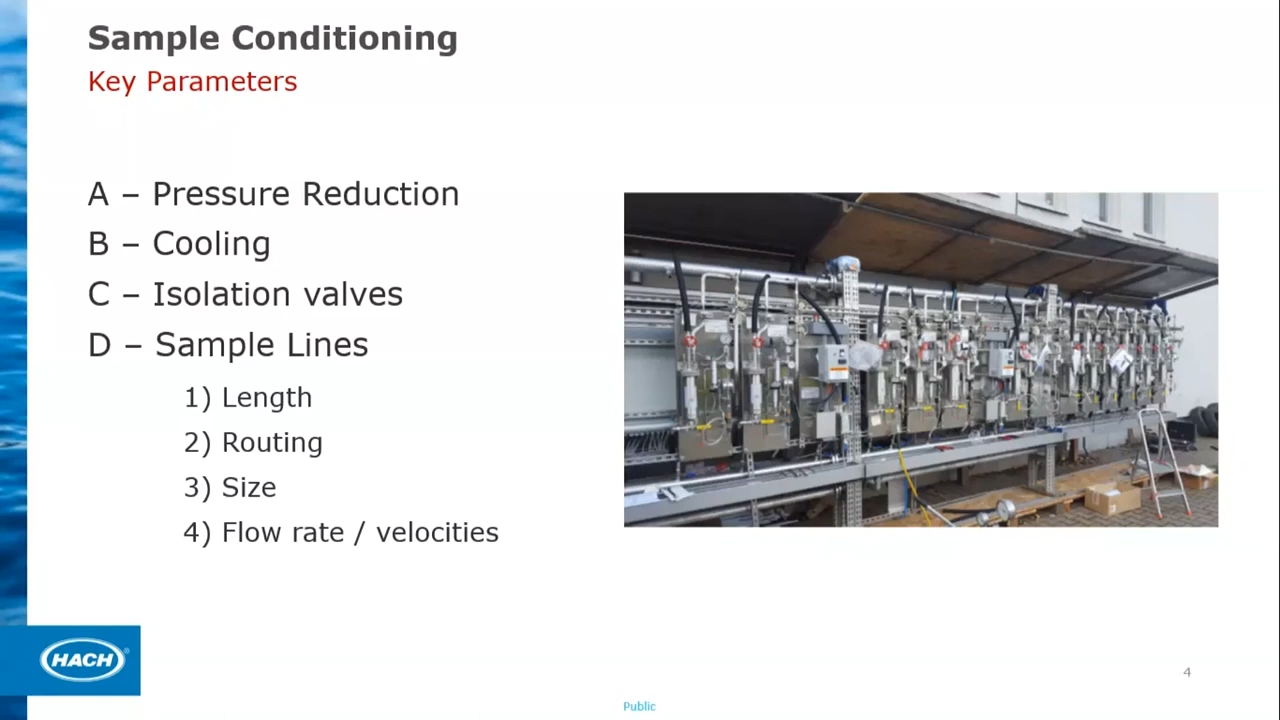 Sample Conditioning
Key Parameters
A – Pressure Reduction
B – Cooling
C – Isolation valves
D – Sample Lines
1) Length
2) Routing
3) Size
4) Flow rate / velocities
HACH®
4
Public